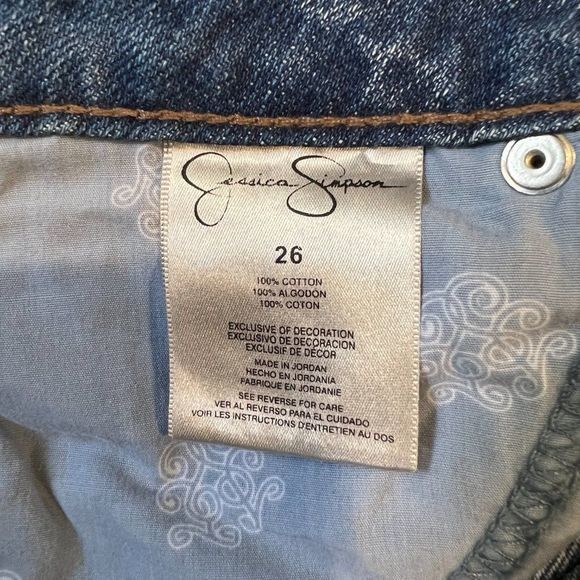 Jessica Simpson
26
100% COTTON
100% ALGODON
100% COTON
EXCLUSIVE OF DECORATION
EXCLUSIVO DE DECORACION
EXCLUSIF DE DÉCOR
MADE IN JORDAN
HECHO EN JORDANIA
FABRIQUE EN JORDANIE
SEE REVERSE FOR CARE
VER AL REVERSO PARA EL CUIDADO
VOIR LES INSTRUCTIONS D'ENTRETIEN AU DOS